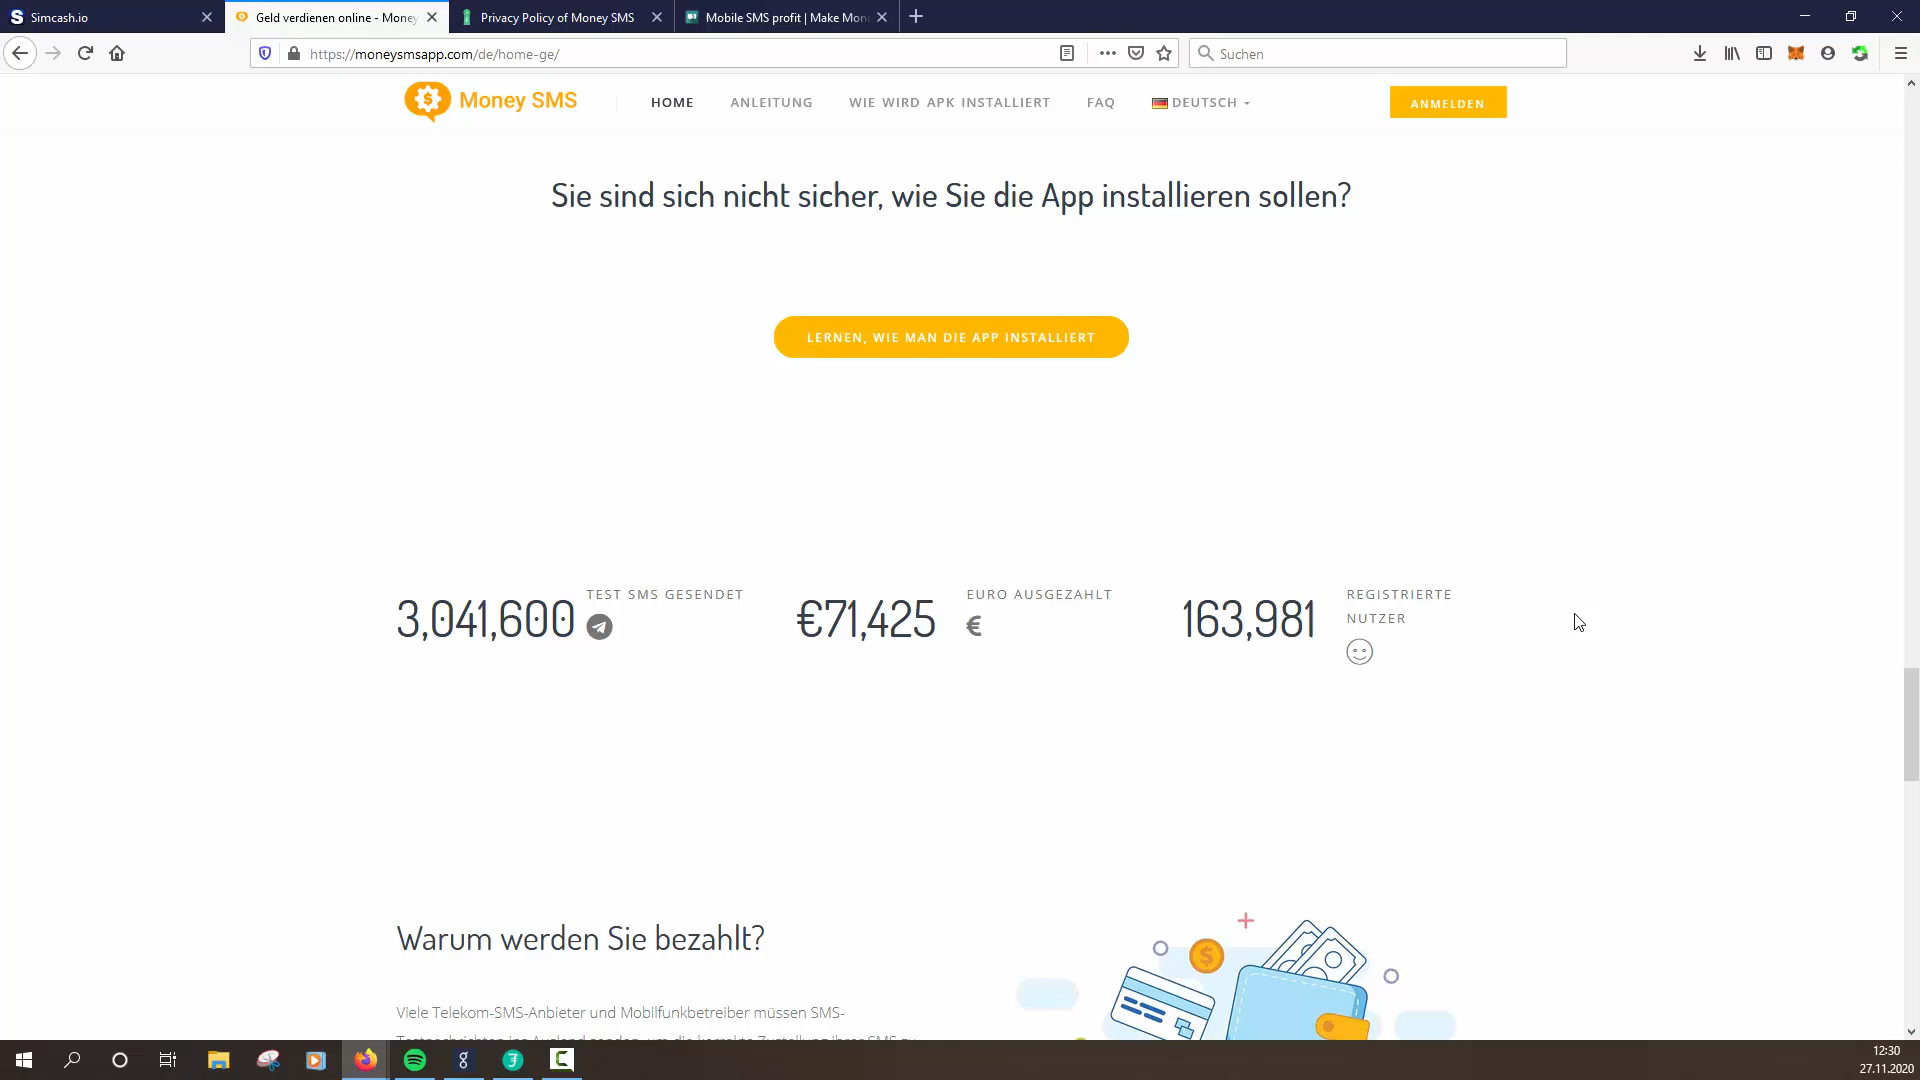 Simcash.io
Geld verdienen online - Money
Privacy Policy of Money SMS
Mobile SMS profit | Make Mon
https://moneysmsapp.com/de/home-ge/
Suchen
Money SMS
HOME
ANLEITUNG
WIE WIRD APK INSTALLIERT
FAQ
DEUTSCH
ANMELDEN
Sie sind sich nicht sicher, wie Sie die App installieren sollen?
LERNEN, WIE MAN DIE APP INSTALLIERT
3,041,600
TEST SMS GESENDET
€71,425
EURO AUSGEZAHLT
€
163,981
REGISTRIERTE
NUTZER
Warum werden Sie bezahlt?
Viele Telekom-SMS-Anbieter und Mobilfunkbetreiber müssen SMS-
12:30
27.11.2020